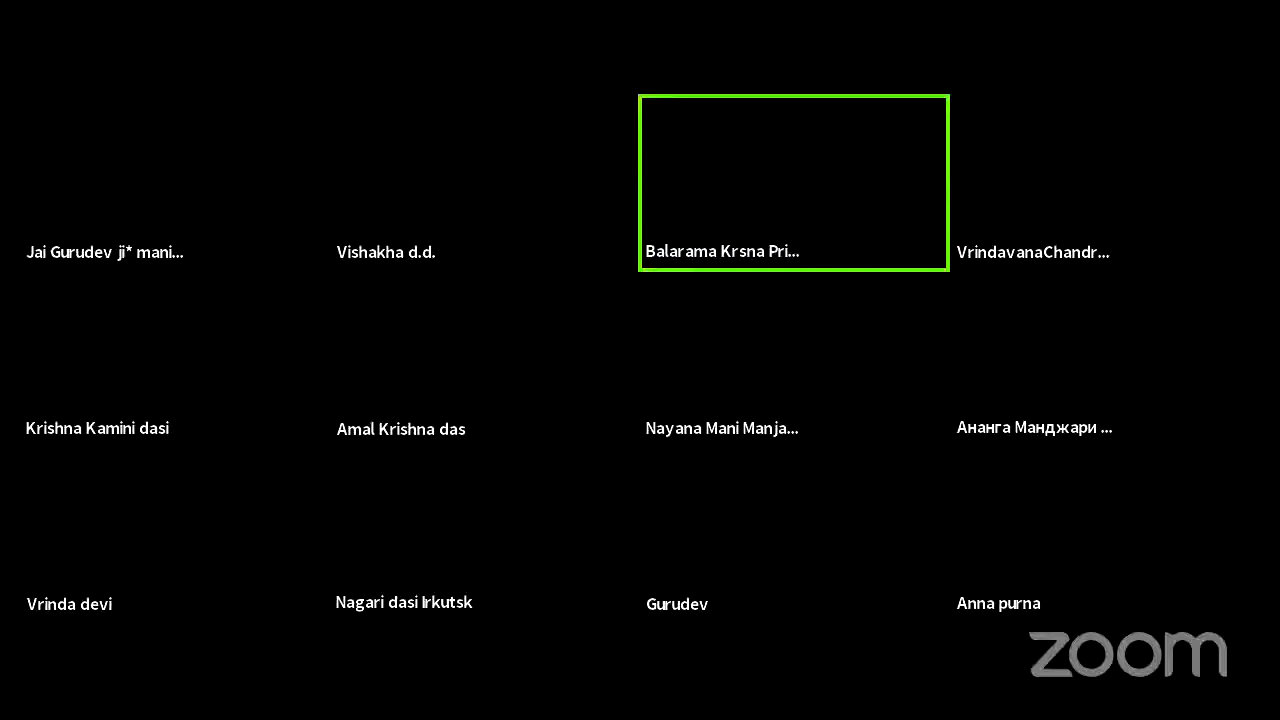 Jai Gurudev ji* mani...
Vishakha d.d.
Balarama Krsna Pri...
VrindavanaChandr...
Krishna Kamini dasi
Amal Krishna das
Nayana Mani Manja...
Ананга Манджари ...
Vrinda devi
Nagari dasi Irkutsk
Gurudev
Anna purna
zoom